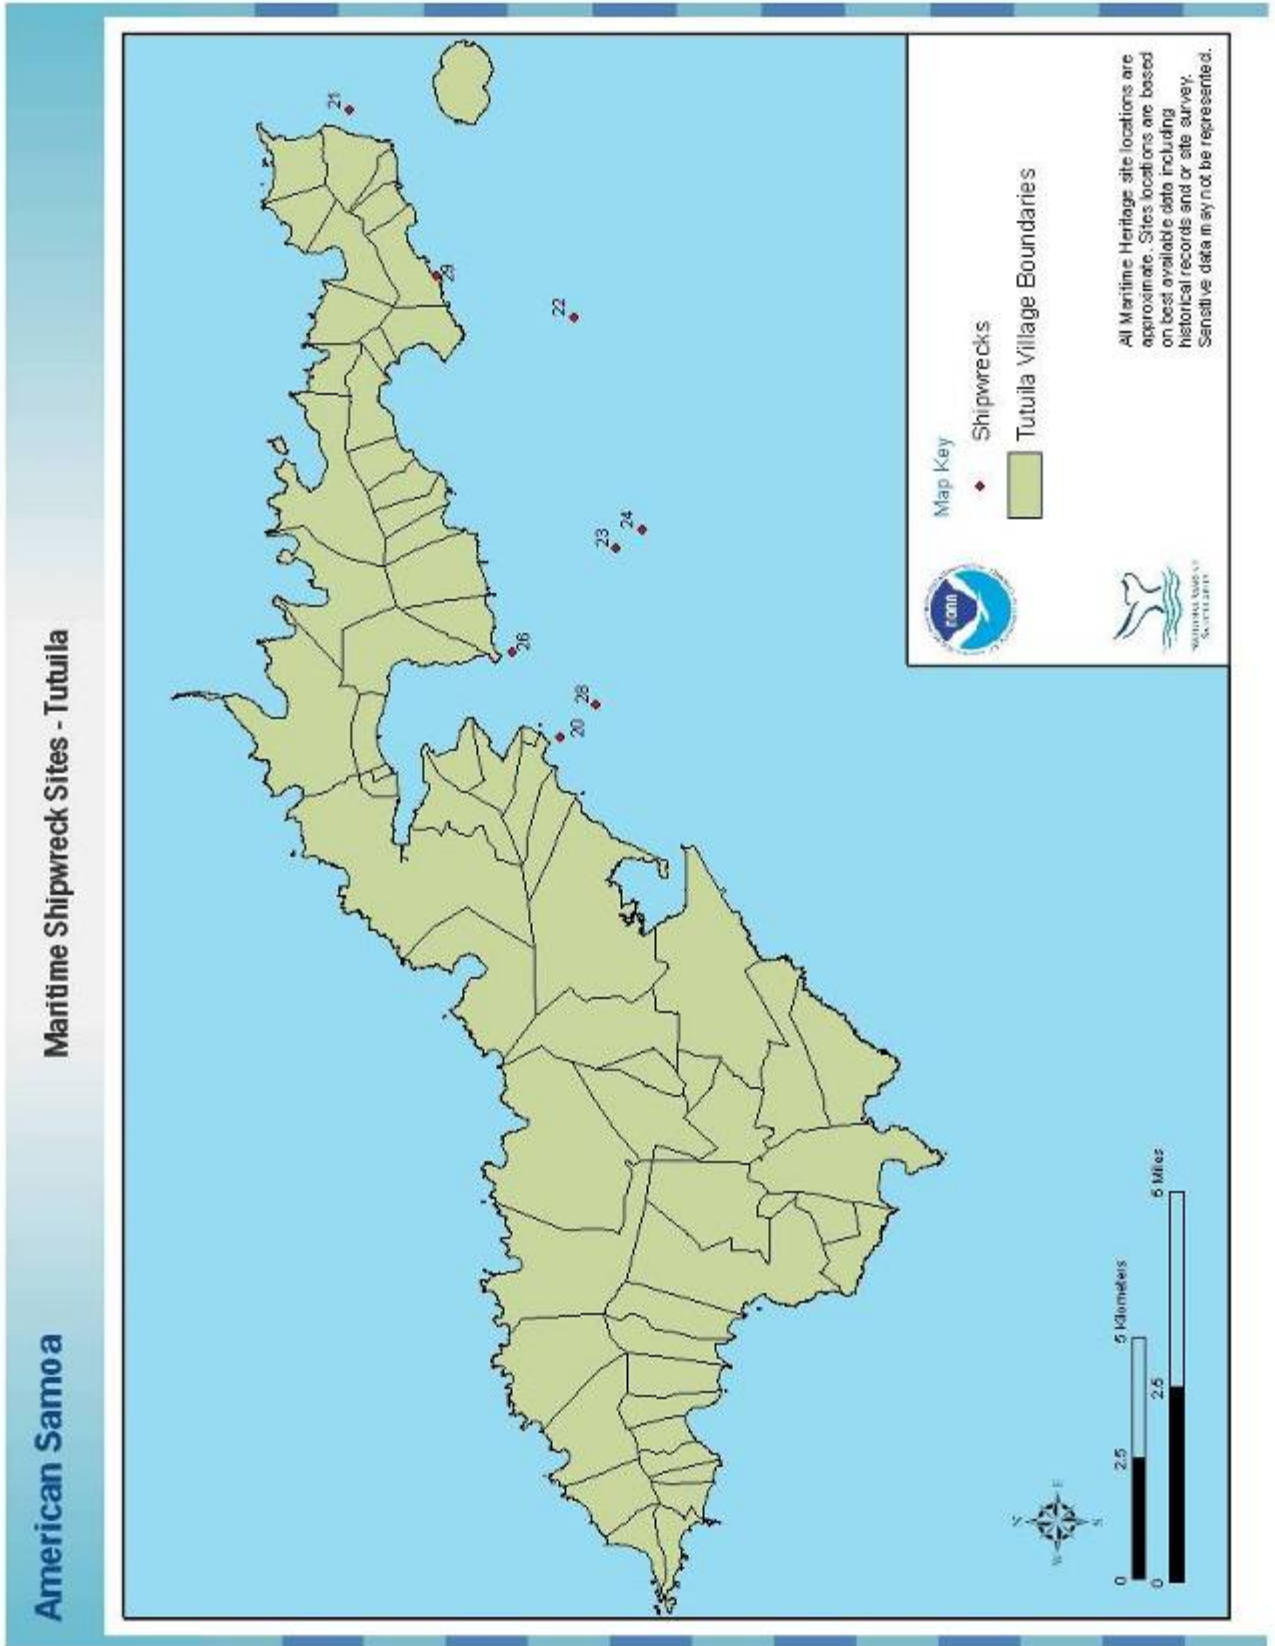 American Samoa
Maritime Shipwreck Sites - Tutuila
21
29
22
23
24
26
28
20
Map Key
Shipwrecks
Tutuila Village Boundaries
noaa
All Maritime Heritage site locations are
approximate. Sites locations are based
on best available data including
historical records and or site survey.
Sensitive data may not be represented.
N
W
E
S
0 2.5 5 Kilometers
0 2.5 5 Miles